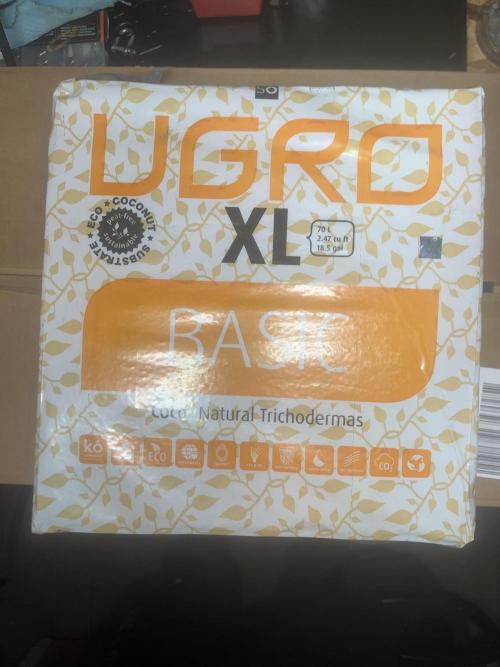 UGRO
XL
70 L
2.47 cu ft
18.5 gal
ECO ★ COCONUT ★ SUBSTRATE ★
peat-free
sustainable
BASIC
Coco Natural Trichodermas
ECO
CO₂